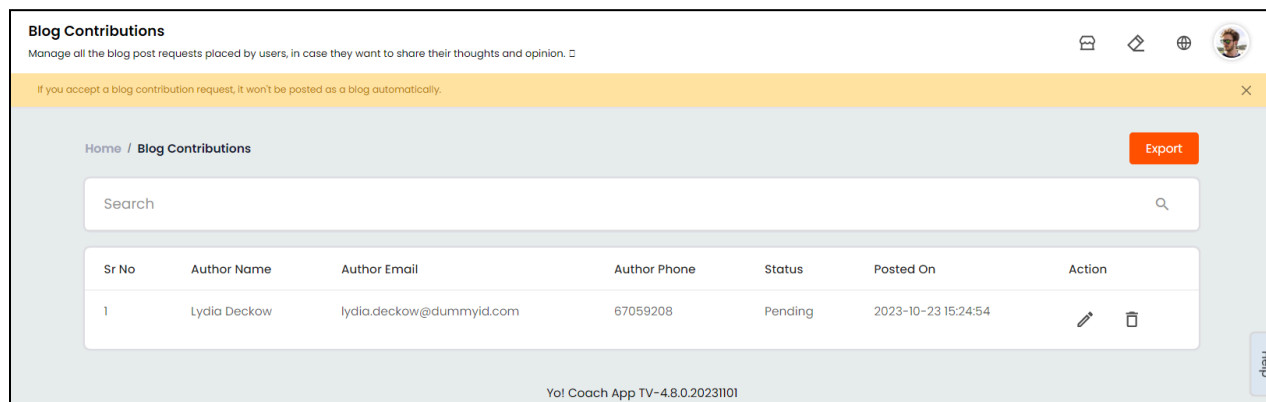 Blog Contributions
Manage all the blog post requests placed by users, in case they want to share their thoughts and opinion.
If you accept a blog contribution request, it won't be posted as a blog automatically.
Home / Blog Contributions
Export
Search
Sr No Author Name Author Email Author Phone Status Posted On Action
1 Lydia Deckow lydia.deckow@dummyid.com 67059208 Pending 2023-10-23 15:24:54
Help
Yo! Coach App TV-4.8.0.20231101